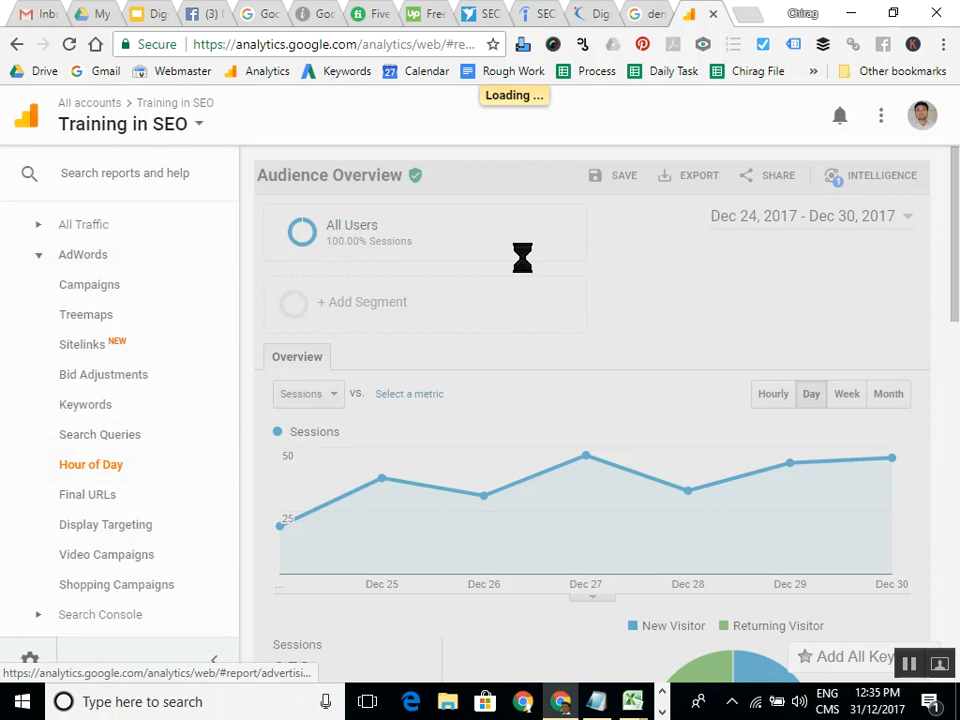 Inb
My
Dig
(3)
Goo
Goo
Five
Free
SEC
SEC
Dig
der
Chirag
Secure https://analytics.google.com/analytics/web/#re...
Drive
Gmail
Webmaster
Analytics
Keywords
27 Calendar
Rough Work
Process
Daily Task
Chirag File
»
Other bookmarks
Loading ...
All accounts > Training in SEO
Training in SEO
Search reports and help
All Traffic
AdWords
Campaigns
Treemaps
Sitelinks NEW
Bid Adjustments
Keywords
Search Queries
Hour of Day
Final URLs
Display Targeting
Video Campaigns
Shopping Campaigns
Search Console
Audience Overview
SAVE
EXPORT
SHARE
1 INTELLIGENCE
All Users
100.00% Sessions
Dec 24, 2017 - Dec 30, 2017
+ Add Segment
Overview
Sessions
VS.
Select a metric
Hourly
Day
Week
Month
Sessions
50
25
...
Dec 25
Dec 26
Dec 27
Dec 28
Dec 29
Dec 30
New Visitor
Returning Visitor
Sessions
Add All Key
https://analytics.google.com/analytics/web/#report/advertisi...
Type here to search
ENG
CMS
12:35 PM
31/12/2017
1